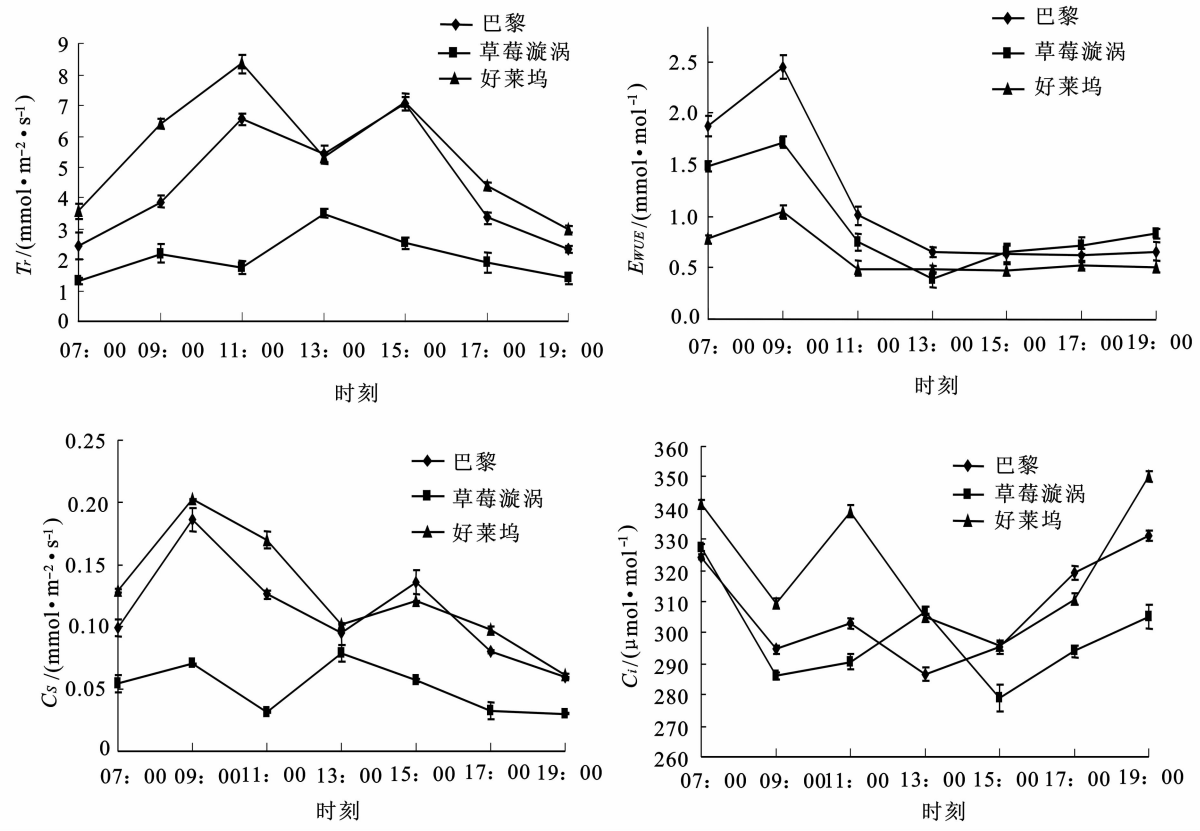 巴黎
草莓漩涡
好莱坞
Tr/(mmol•m⁻²•s⁻¹)
9
8
7
6
5
4
3
2
1
0
07：00 09：00 11：00 13：00 15：00 17：00 19：00
时刻
巴黎
草莓漩涡
好莱坞
EWUE/(mmol•mol⁻¹)
2.5
2.0
1.5
1.0
0.5
0.0
07：00 09：00 11：00 13：00 15：00 17：00 19：00
时刻
巴黎
草莓漩涡
好莱坞
CS/(mmol•m⁻²•s⁻¹)
0.25
0.20
0.15
0.10
0.05
0
07：00 09：00 11：00 13：00 15：00 17：00 19：00
时刻
巴黎
草莓漩涡
好莱坞
Ci/(μmol•mol⁻¹)
360
350
340
330
320
310
300
290
280
270
260
07：00 09：00 11：00 13：00 15：00 17：00 19：00
时刻